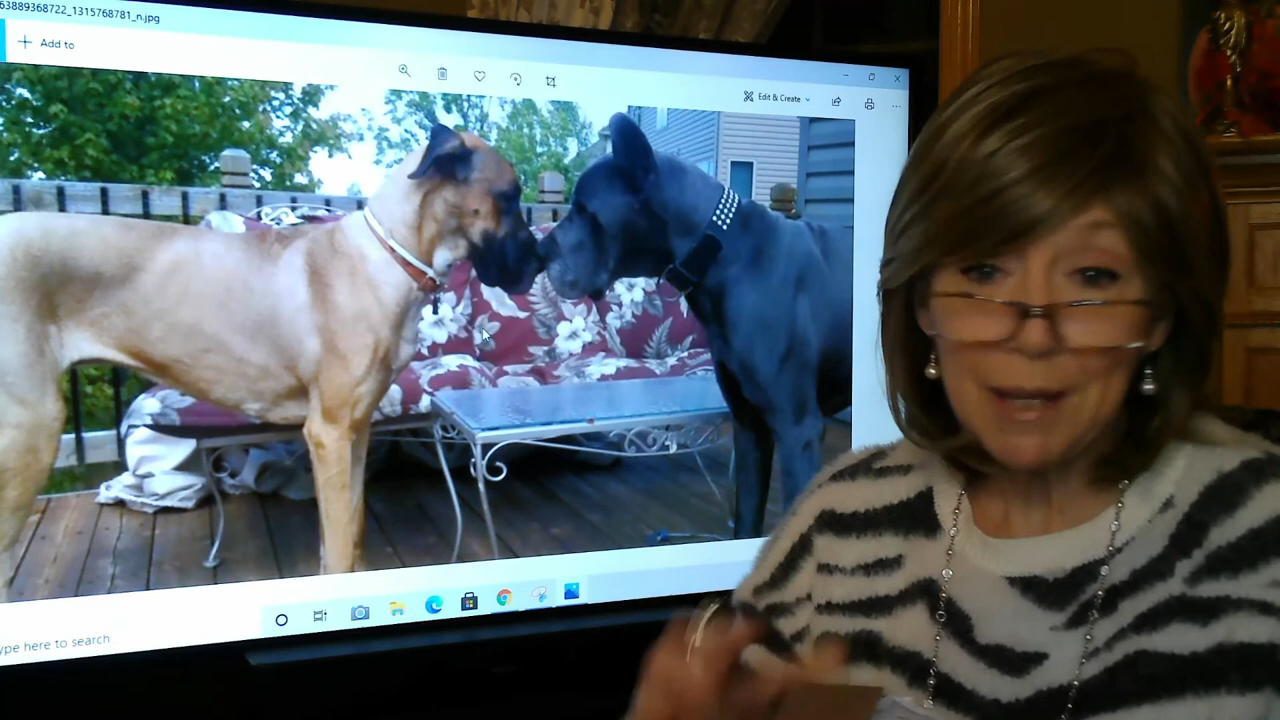 63889368722_1315768781_n.jpg
Add to
Edit & Create
ype here to search